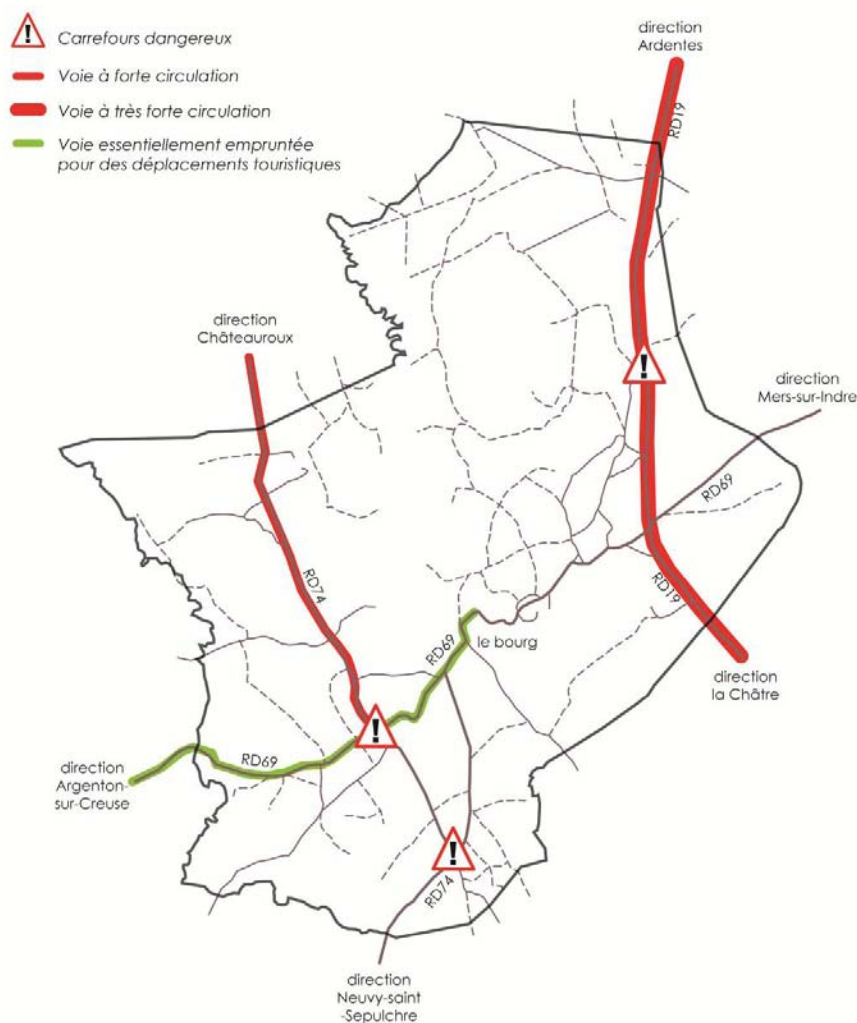 Carrefours dangereux
Voie à forte circulation
Voie à très forte circulation
Voie essentiellement empruntée
pour des déplacements touristiques
direction
Ardentes
RD19
direction
Châteauroux
direction
Mers-sur-Indre
RD69
RD74
RD19
RD69
le bourg
direction
la Châtre
RD69
direction
Argenton-
sur-Creuse
RD74
direction
Neuvy-saint
-Sepulchre